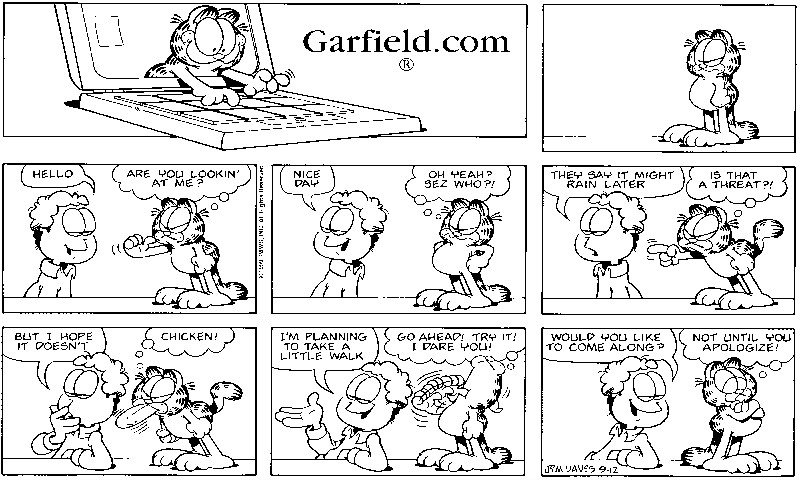 Garfield.com
®
HELLO
ARE YOU LOOKIN'
AT ME?
NICE
DAY
OH YEAH?
SEZ WHO?!
THEY SAY IT MIGHT
RAIN LATER
IS THAT
A THREAT?!
BUT I HOPE
IT DOESN'T
CHICKEN!
I'M PLANNING
TO TAKE A
LITTLE WALK
GO AHEAD! TRY IT!
I DARE YOU!
WOULD YOU LIKE
TO COME ALONG?
NOT UNTIL YOU
APOLOGIZE!
JIM DAVIS 9-12